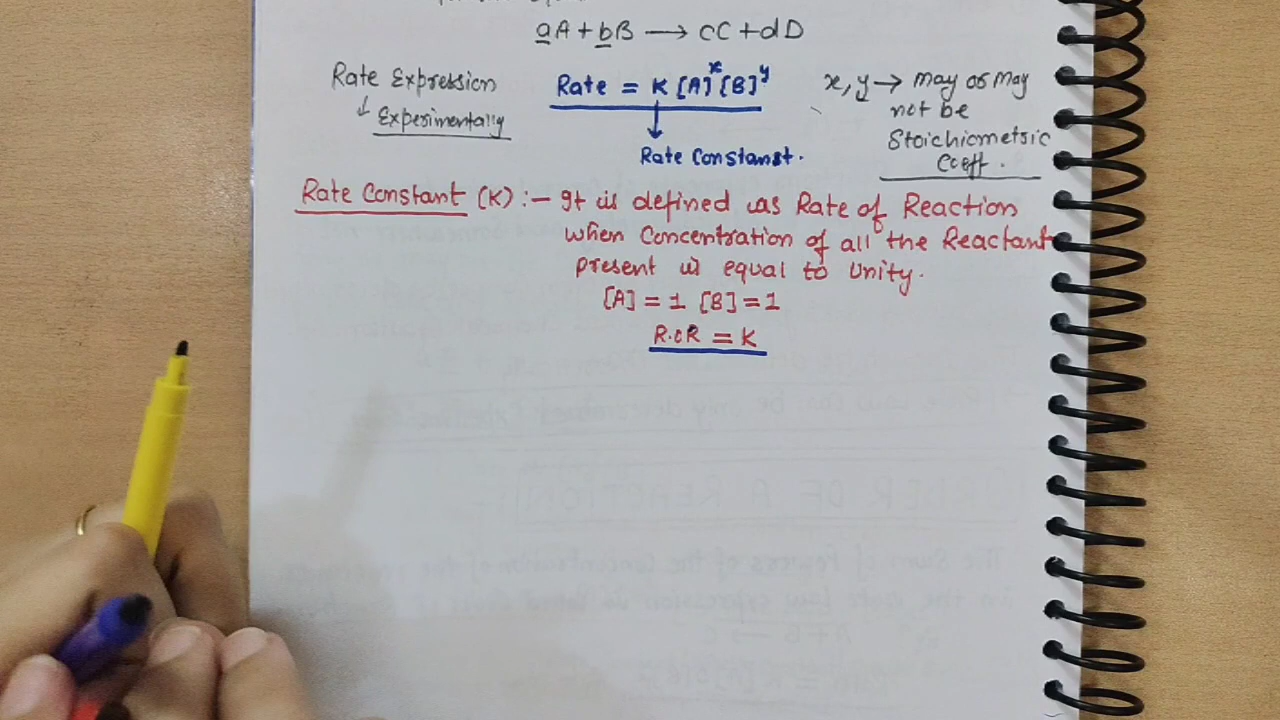 aA + bB → cC + dD
Rate Expression
↓ Experimentally
Rate = K [A]ˣ [B]ʸ
↓
Rate Constant.
x, y → may or may
not be
Stoichiometric
Coeff.
Rate Constant (K) :- It is defined as Rate of Reaction
when Concentration of all the Reactant
present is equal to Unity.
[A] = 1 [B] = 1
R.O.R = K